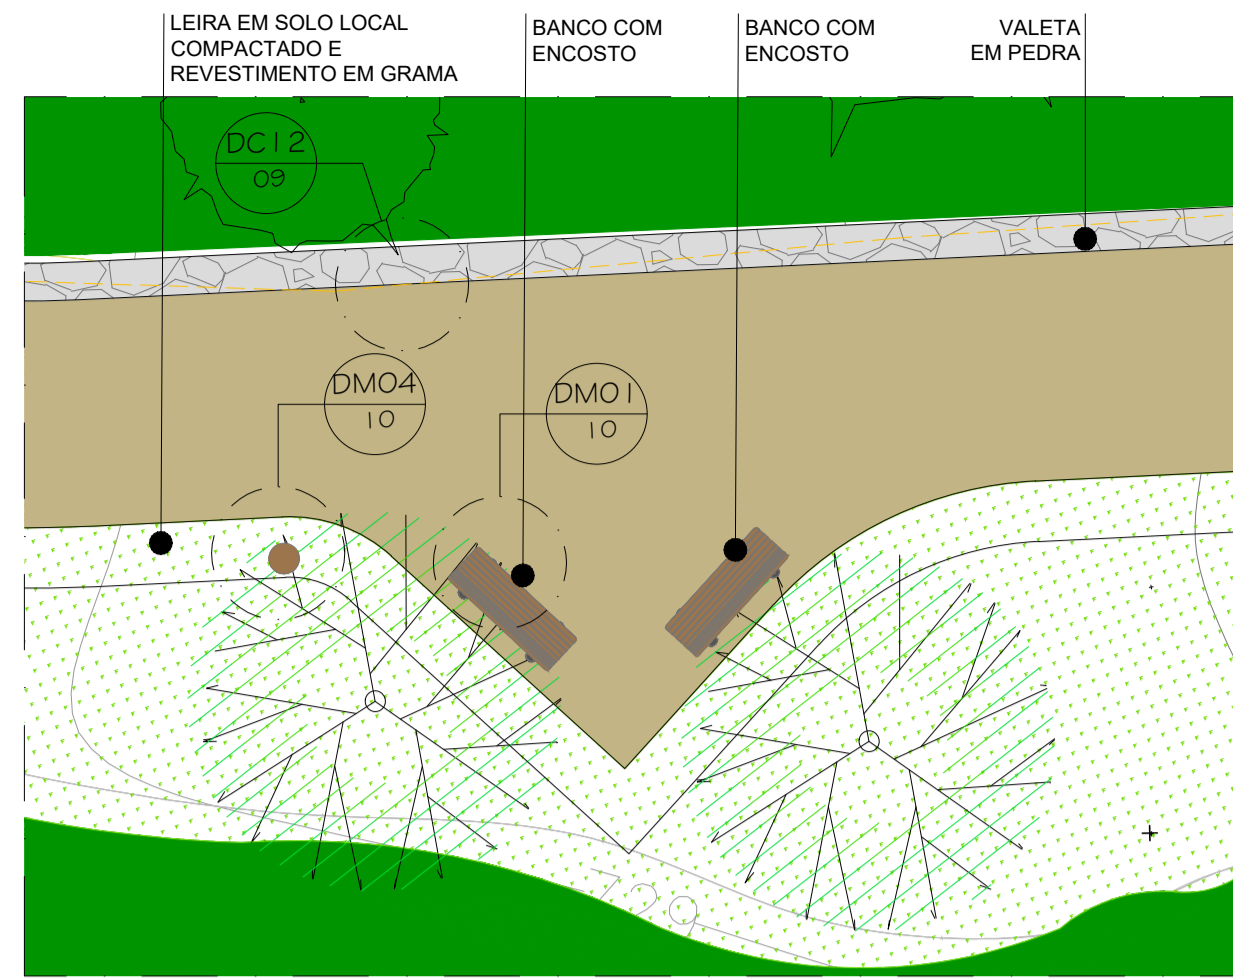 LEIRA EM SOLO LOCAL
COMPACTADO E
REVESTIMENTO EM GRAMA
BANCO COM
ENCOSTO
BANCO COM
ENCOSTO
VALETA
EM PEDRA
DC12
09
DM04
10
DM01
10